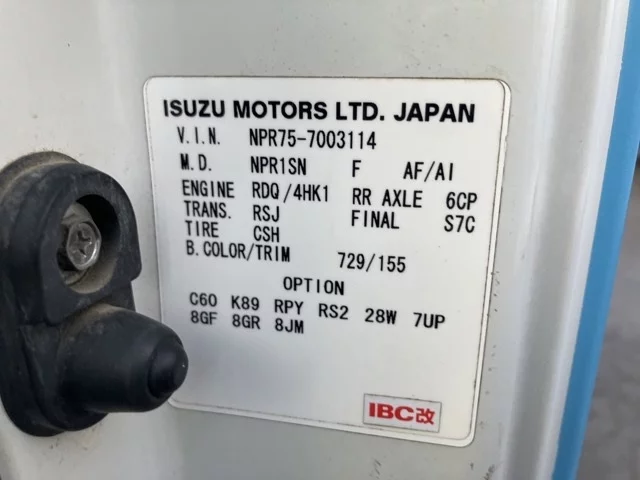 ISUZU MOTORS LTD. JAPAN
V.I.N. NPR75-7003114
M.D. NPR1SN F AF/AI
ENGINE RDQ/4HK1 RR AXLE 6CP
TRANS. RSJ FINAL S7C
TIRE CSH
B.COLOR/TRIM 729/155
OPTION
C60 K89 RPY RS2 28W 7UP
8GF 8GR 8JM
IBC改